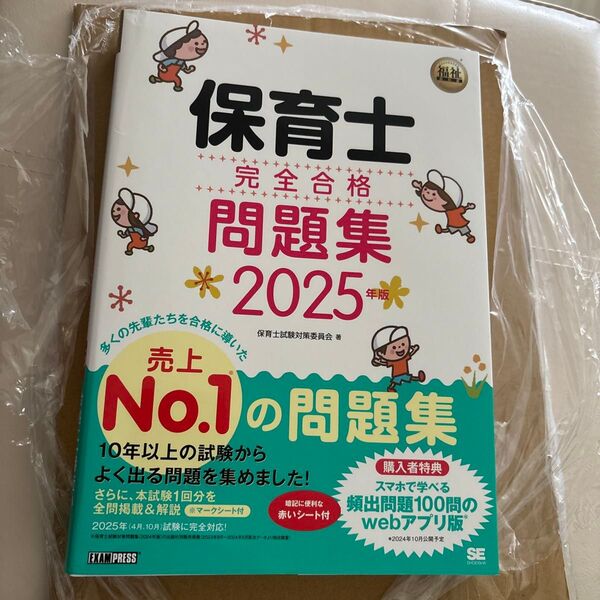 福祉
保育士
完全合格
問題集
2025年版
保育士試験対策委員会 著
多くの先輩たちを合格に導いた
売上
No.1の問題集
10年以上の試験から
よく出る問題を集めました!
さらに、本試験1回分を
全問掲載&解説 ※マークシート付
2025年(4月、10月)試験に完全対応!
暗記に便利な
赤いシート付
購入者特典
スマホで学べる
頻出問題100問の
webアプリ版*
*2024年10月公開予定
EXAMPRESS
SE
SHOEISHA